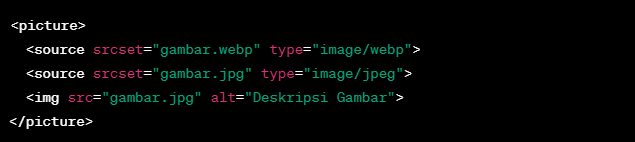 <picture>
<source srcset="gambar.webp" type="image/webp">
<source srcset="gambar.jpg" type="image/jpeg">
<img src="gambar.jpg" alt="Deskripsi Gambar">
</picture>